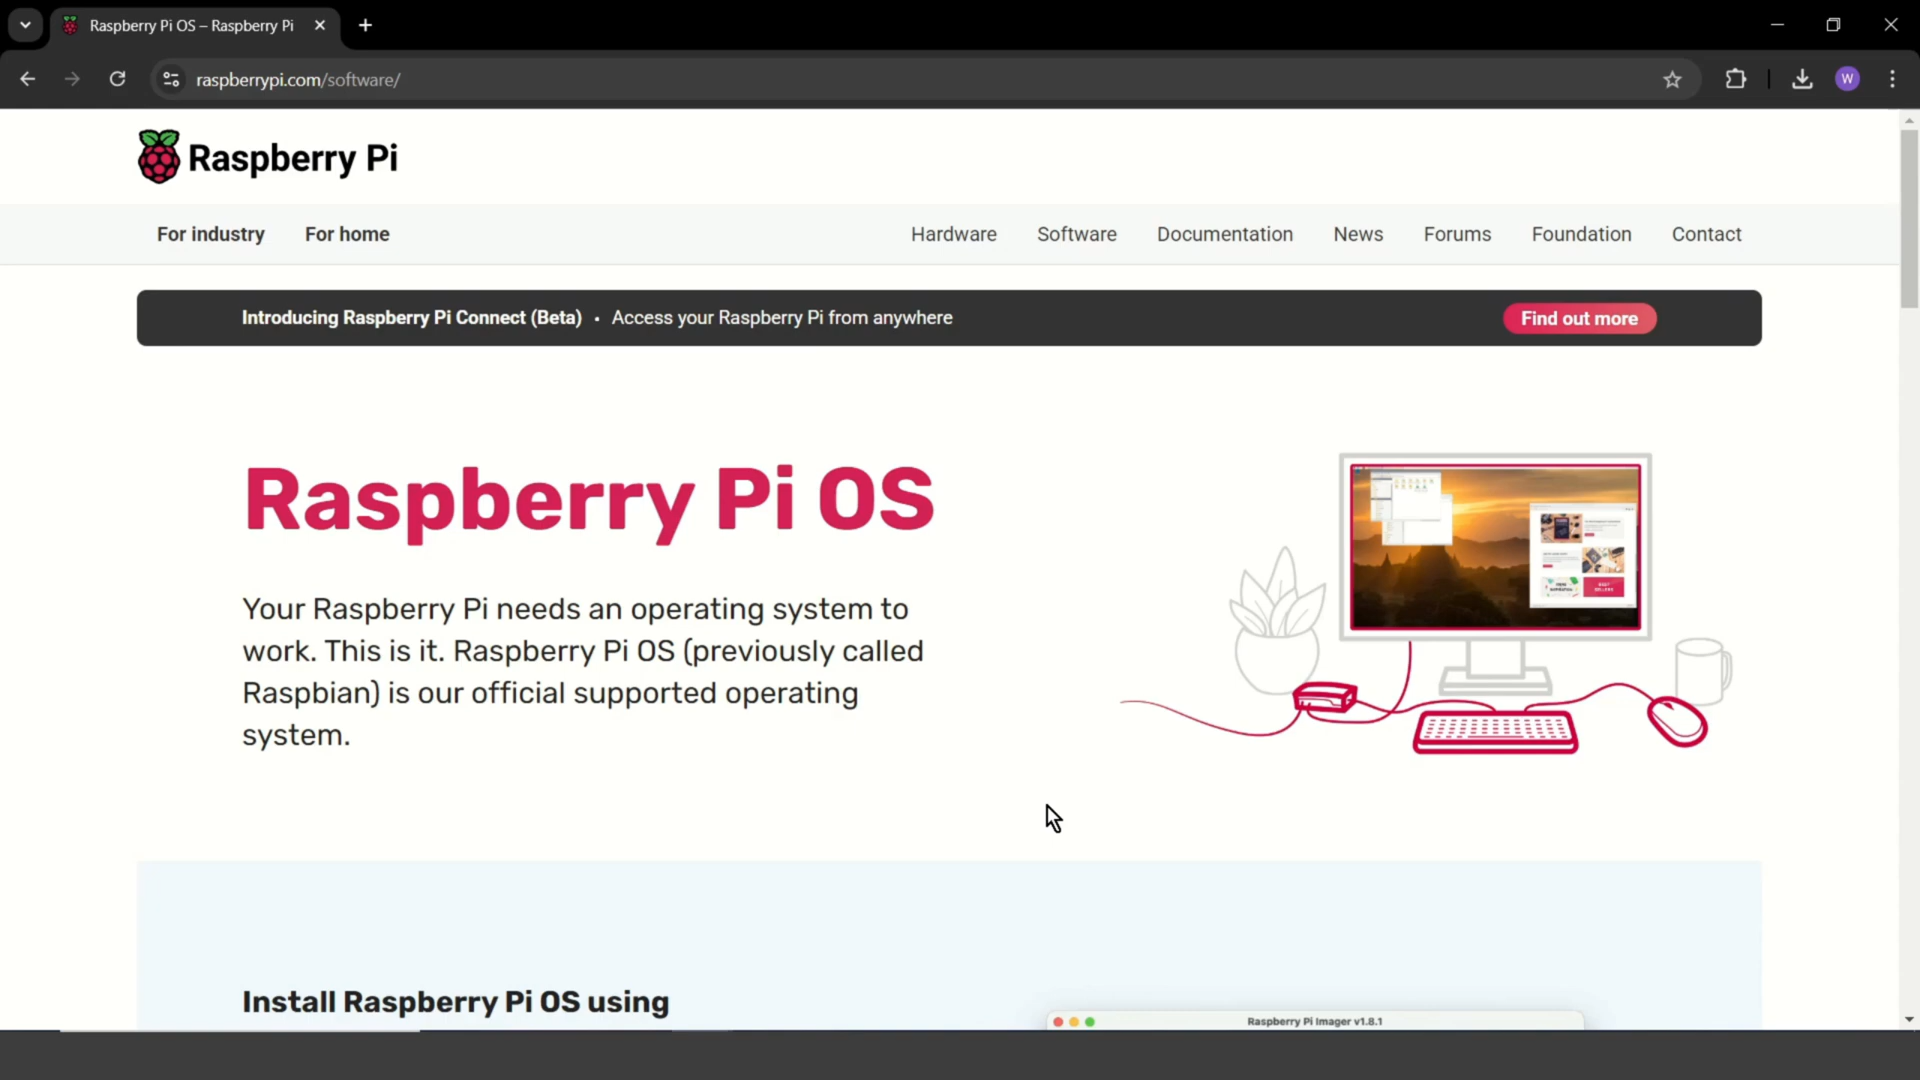 Raspberry Pi OS – Raspberry Pi
raspberrypi.com/software/
W
Raspberry Pi
For industry
For home
Hardware
Software
Documentation
News
Forums
Foundation
Contact
Introducing Raspberry Pi Connect (Beta) • Access your Raspberry Pi from anywhere
Find out more
Raspberry Pi OS
Your Raspberry Pi needs an operating system to
work. This is it. Raspberry Pi OS (previously called
Raspbian) is our official supported operating
system.
Install Raspberry Pi OS using
Raspberry Pi Imager v1.8.1